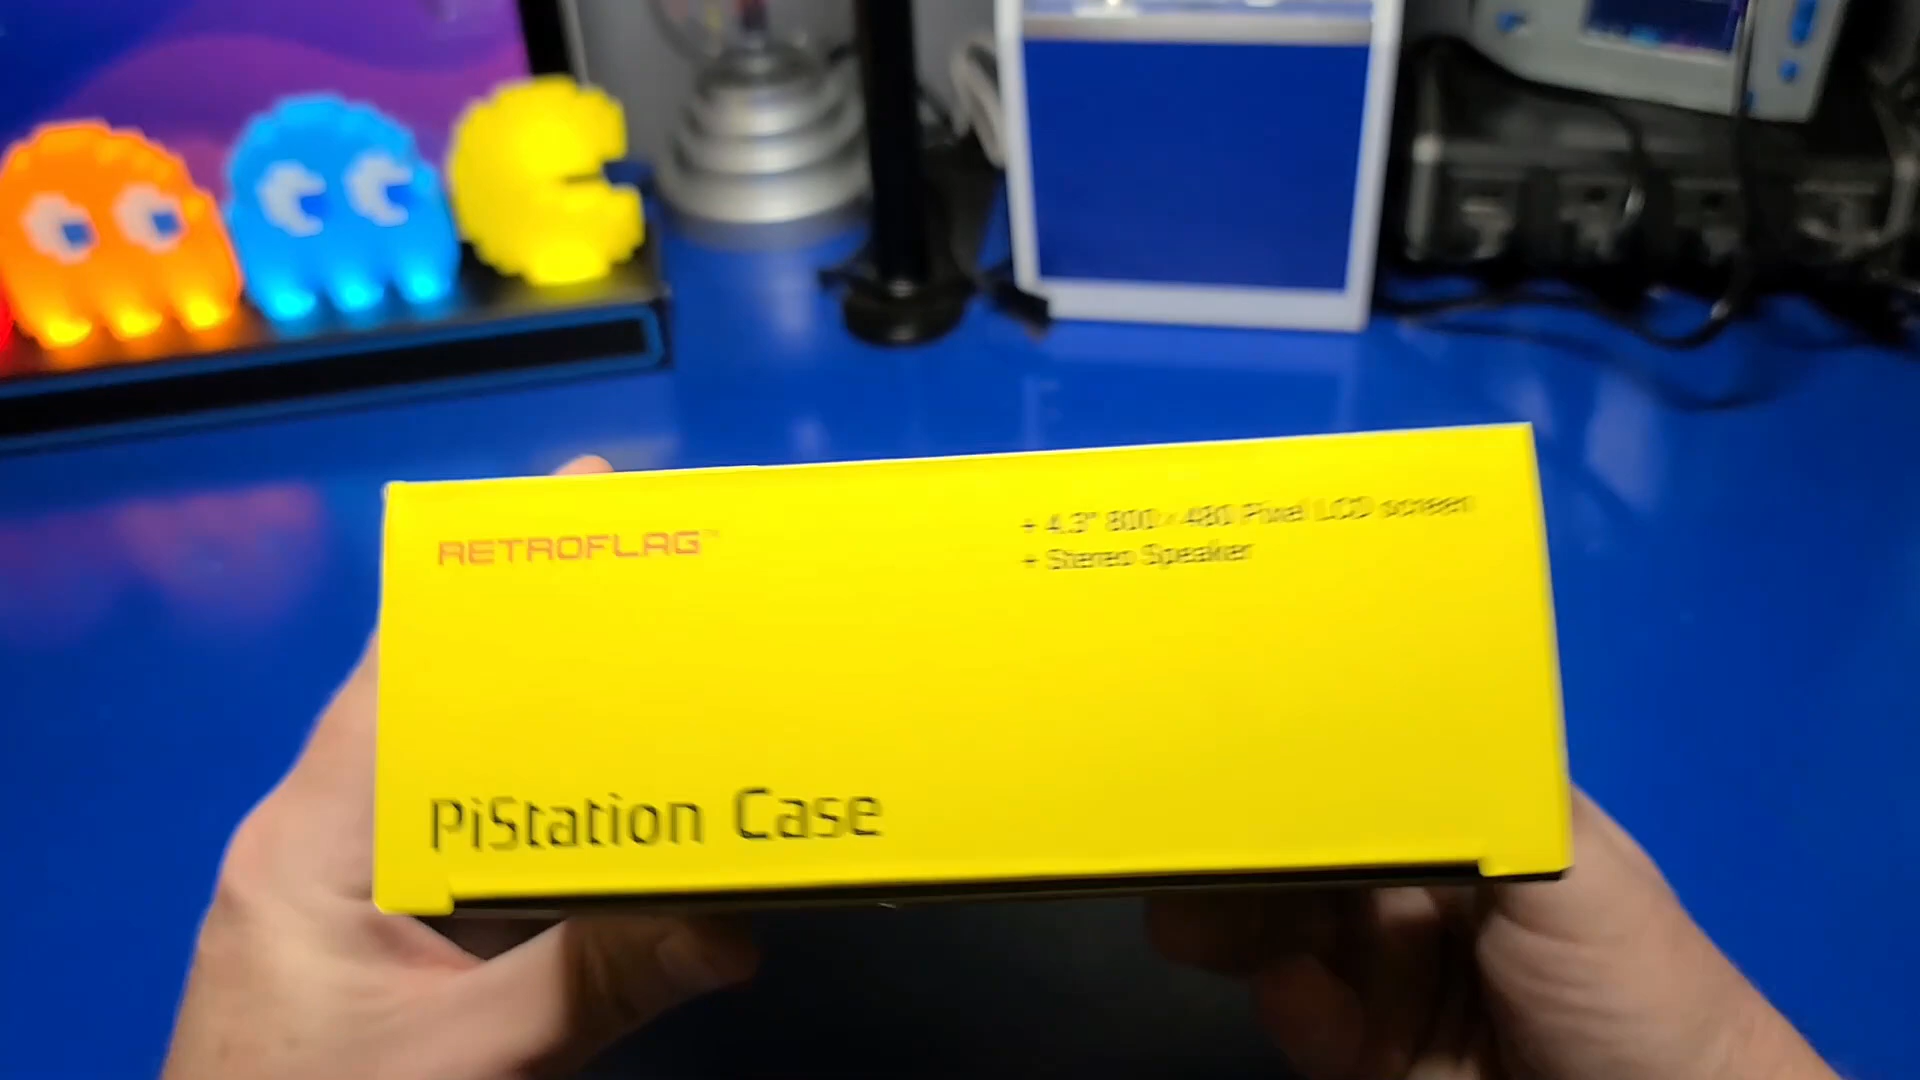 RETROFLAG™
+ 4.3" 800×480 Pixel LCD screen
+ Stereo Speaker
PiStation Case